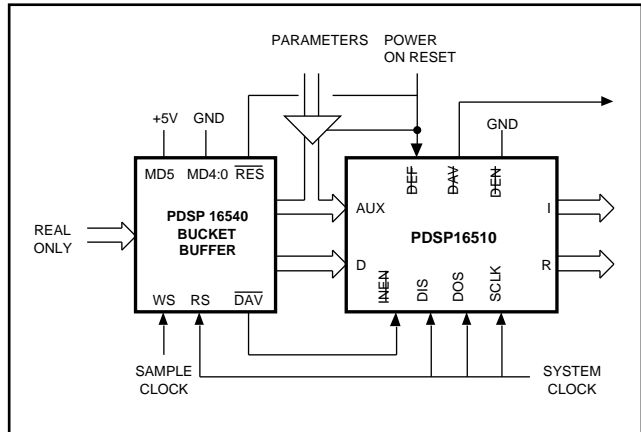 PARAMETERS
POWER
ON RESET
+5V
GND
GND
MD5
MD4:0
RES
DEF
DAV
DEN
REAL
ONLY
PDSP 16540
BUCKET
BUFFER
AUX
PDSP16510
I
D
R
WS
RS
DAV
INEN
DIS
DOS
SCLK
SAMPLE
CLOCK
SYSTEM
CLOCK